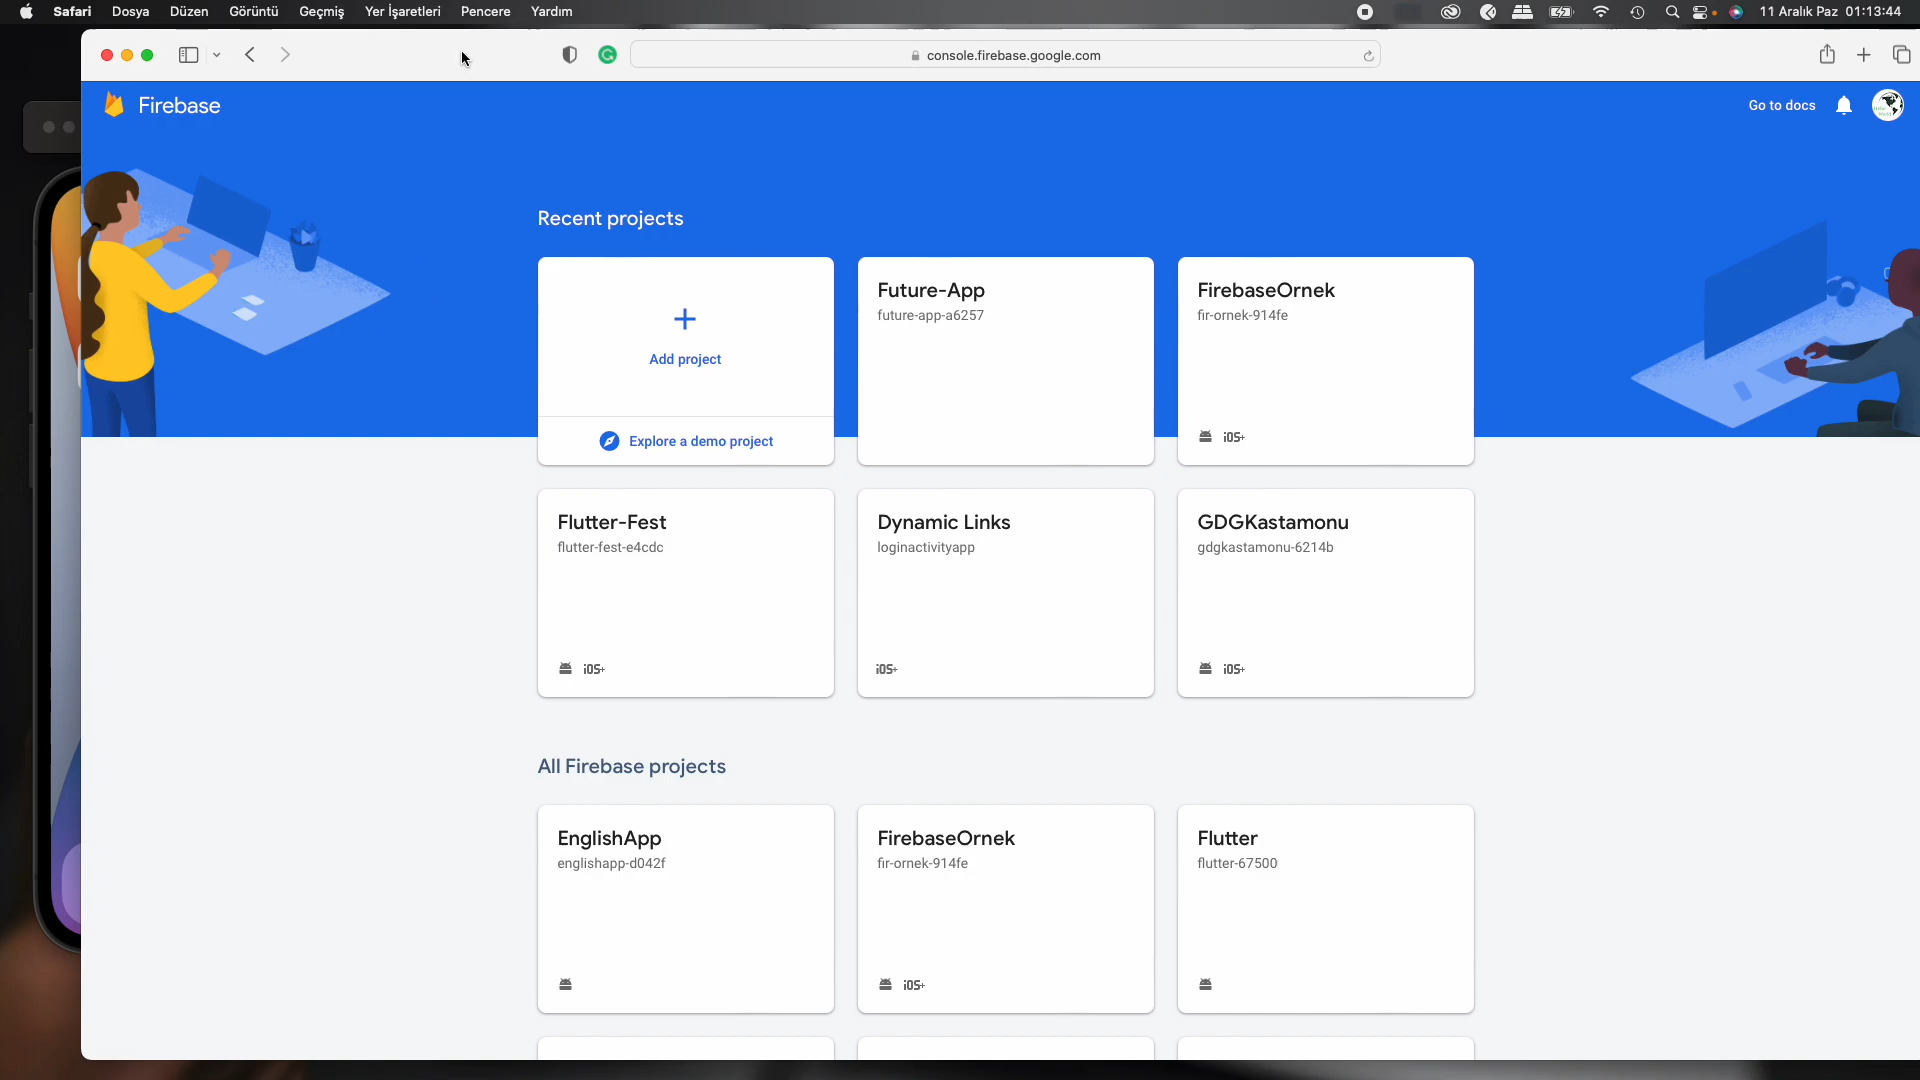 Safari Dosya Düzen Görüntü Geçmiş Yer İşaretleri Pencere Yardım 11 Aralık Paz 01:13:44
console.firebase.google.com
Firebase Go to docs
Recent projects
Add project
Explore a demo project
Future-App
future-app-a6257
FirebaseOrnek
fir-ornek-914fe
iOS+
Flutter-Fest
flutter-fest-e4cdc
iOS+
Dynamic Links
loginactivityapp
iOS+
GDGKastamonu
gdgkastamonu-6214b
iOS+
All Firebase projects
EnglishApp
englishapp-d042f
FirebaseOrnek
fir-ornek-914fe
iOS+
Flutter
flutter-67500